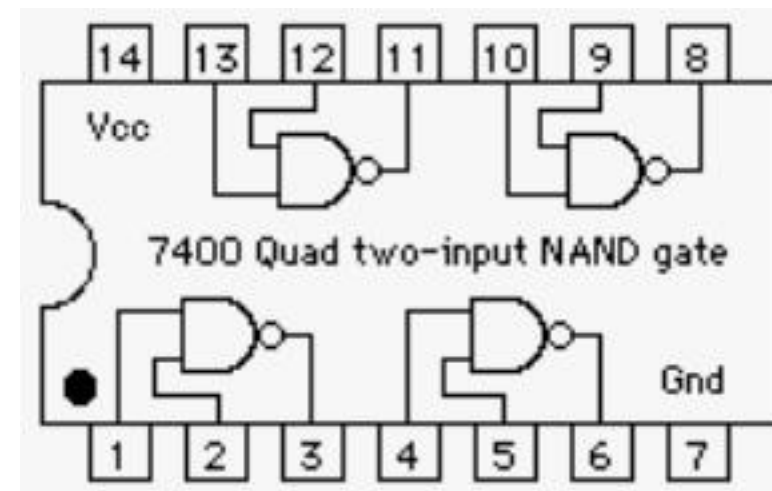 14 13 12 11 10 9 8
Vcc
7400 Quad two-input NAND gate
Gnd
1 2 3 4 5 6 7